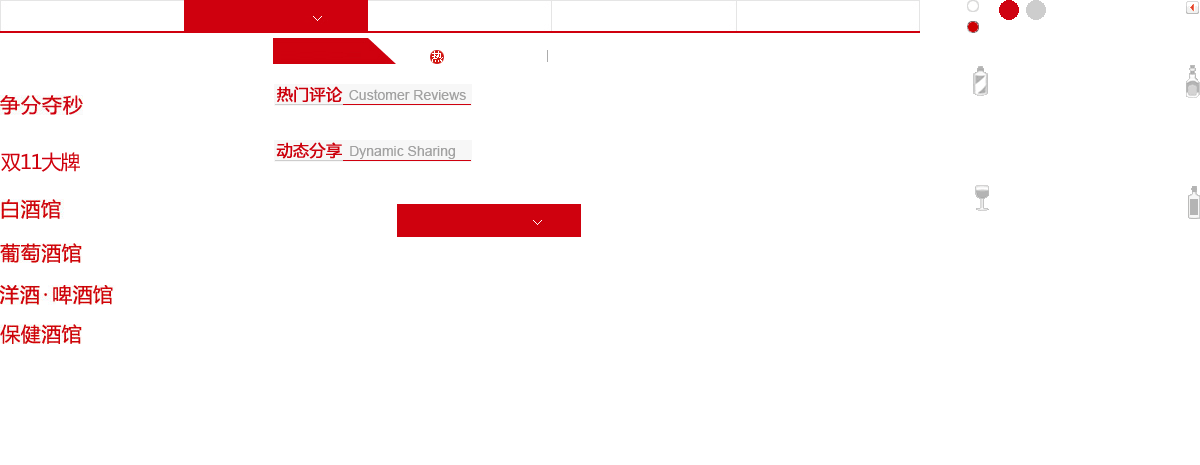 热
热门评论 Customer Reviews
争分夺秒
动态分享 Dynamic Sharing
双11大牌
白酒馆
葡萄酒馆
洋酒·啤酒馆
保健酒馆